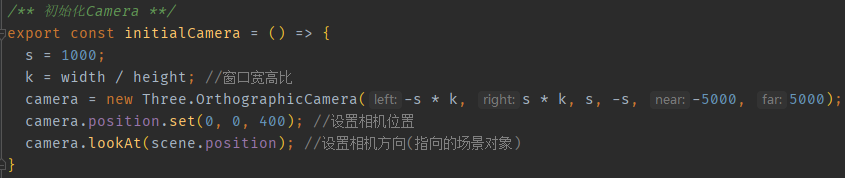 /** 初始化Camera **/
export const initialCamera = () => {
s = 1000;
k = width / height; //窗口宽高比
camera = new Three.OrthographicCamera( left: -s * k, right: s * k, s, -s, near: -5000, far: 5000);
camera.position.set(0, 0, 400); //设置相机位置
camera.lookAt(scene.position); //设置相机方向(指向的场景对象)
}